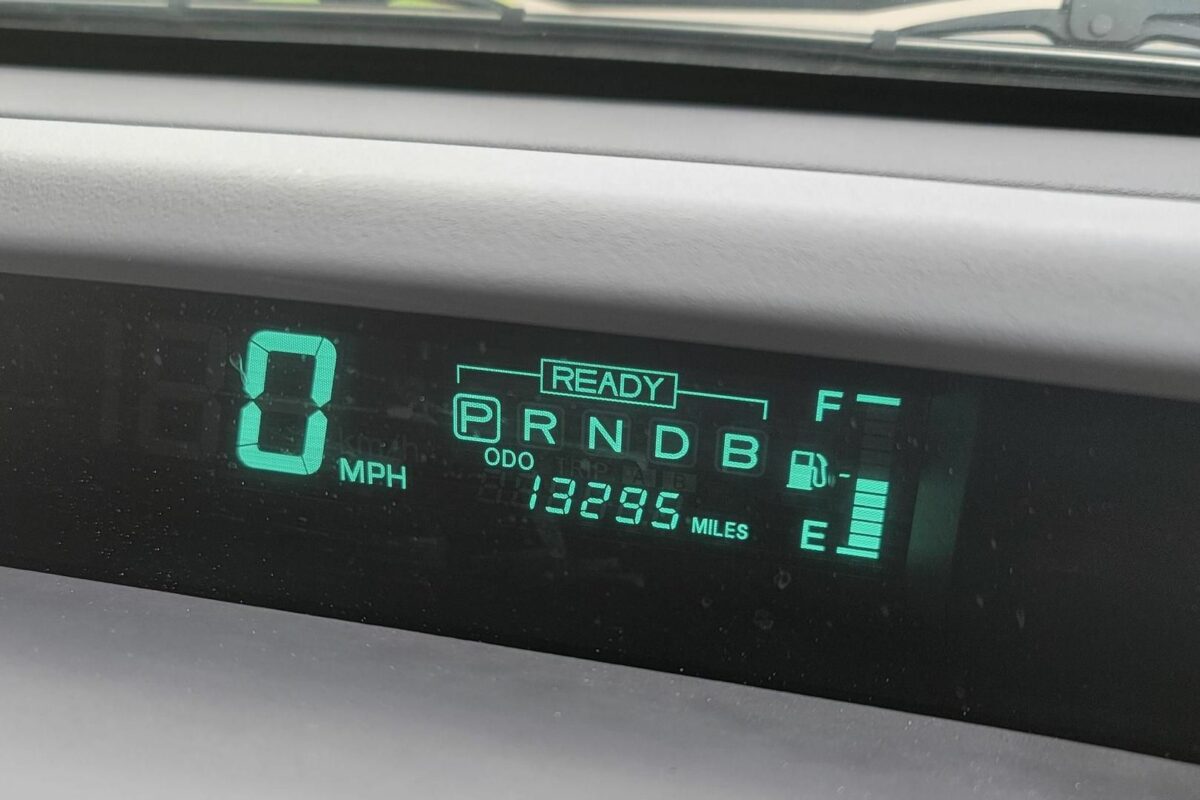 READY
0 MPH
P R N D B
ODO
13295 MILES
F
E